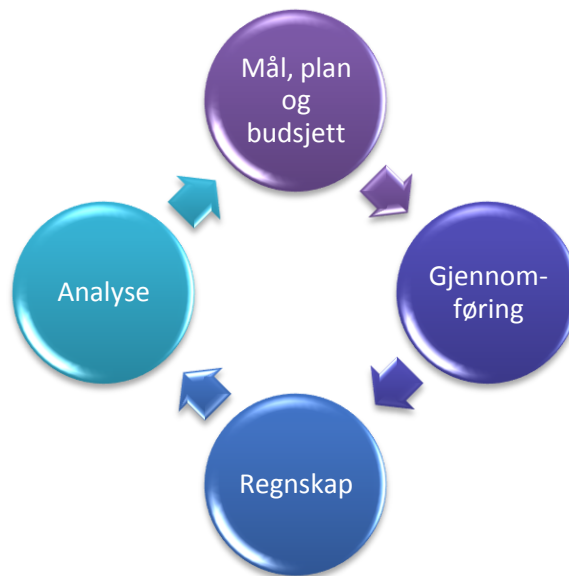 Mål, plan
og
budsjett
Gjennom-
føring
Regnskap
Analyse